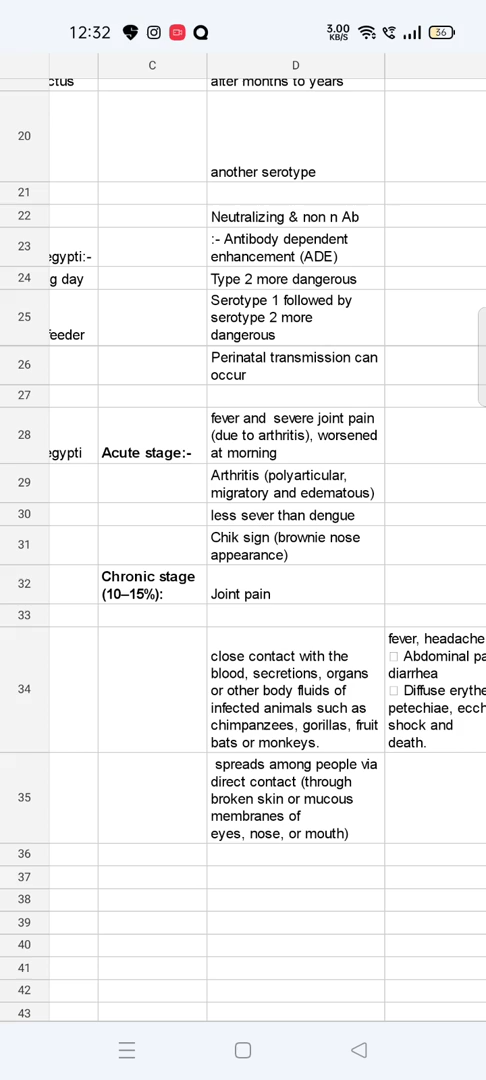 12:32
3.00 KB/S
36
C D
ctus
after months to years
20
another serotype
21
22
Neutralizing & non n Ab
23
egypti:-
:- Antibody dependent
enhancement (ADE)
24
g day
Type 2 more dangerous
25
feeder
Serotype 1 followed by
serotype 2 more
dangerous
26
Perinatal transmission can
occur
27
28
egypti
Acute stage:-
fever and  severe joint pain
(due to arthritis), worsened
at morning
29
Arthritis (polyarticular,
migratory and edematous)
30
less sever than dengue
31
Chik sign (brownie nose
appearance)
32
Chronic stage
(10–15%):
Joint pain
33
34
close contact with the
blood, secretions, organs
or other body fluids of
infected animals such as
chimpanzees, gorillas, fruit
bats or monkeys.
fever, headache
Abdominal pa
diarrhea
Diffuse erythe
petechiae, ecch
shock and
death.
35
spreads among people via
direct contact (through
broken skin or mucous
membranes of
eyes, nose, or mouth)
36
37
38
39
40
41
42
43